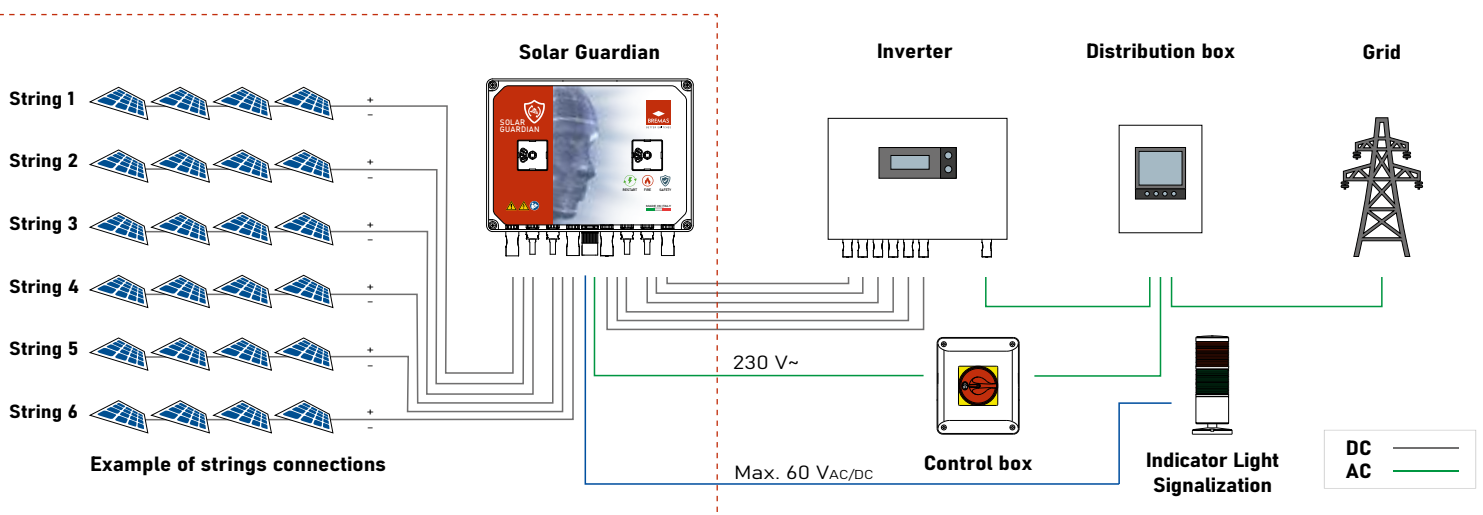 Solar Guardian
Inverter
Distribution box
Grid
String 1
+
−
String 2
+
−
String 3
+
−
String 4
+
−
String 5
+
−
String 6
+
−
Example of strings connections
SOLAR
GUARDIAN
BREMAS
RESTART FIRE SAFETY
230 V~
Max. 60 VAC/DC
Control box
Indicator Light
Signalization
DC
AC